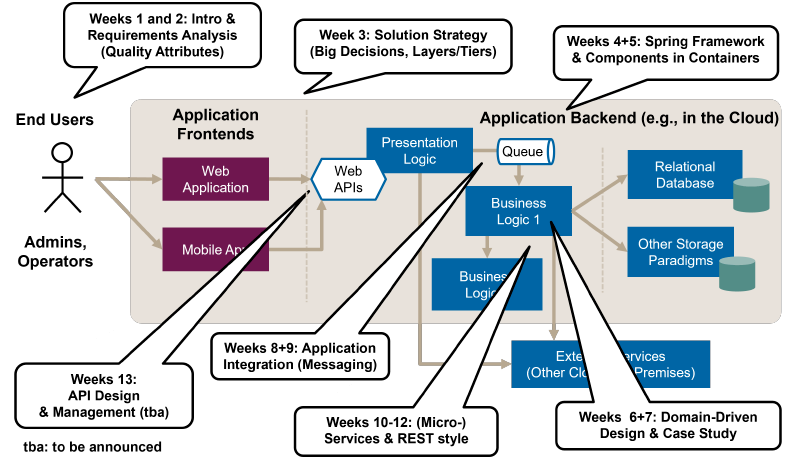 Weeks 1 and 2: Intro &
Requirements Analysis
(Quality Attributes)
Week 3: Solution Strategy
(Big Decisions, Layers/Tiers)
Weeks 4+5: Spring Framework
& Components in Containers
End Users
Admins,
Operators
Application
Frontends
Application Backend (e.g., in the Cloud)
Web
Application
Mobile App
Web
APIs
Presentation
Logic
Queue
Business
Logic 1
Business
Logic
Relational
Database
Other Storage
Paradigms
Services
(Other Premises)
Weeks 8+9: Application
Integration (Messaging)
Weeks 13:
API Design
& Management (tba)
Weeks 10-12: (Micro-)
Services & REST style
Weeks 6+7: Domain-Driven
Design & Case Study
tba: to be announced